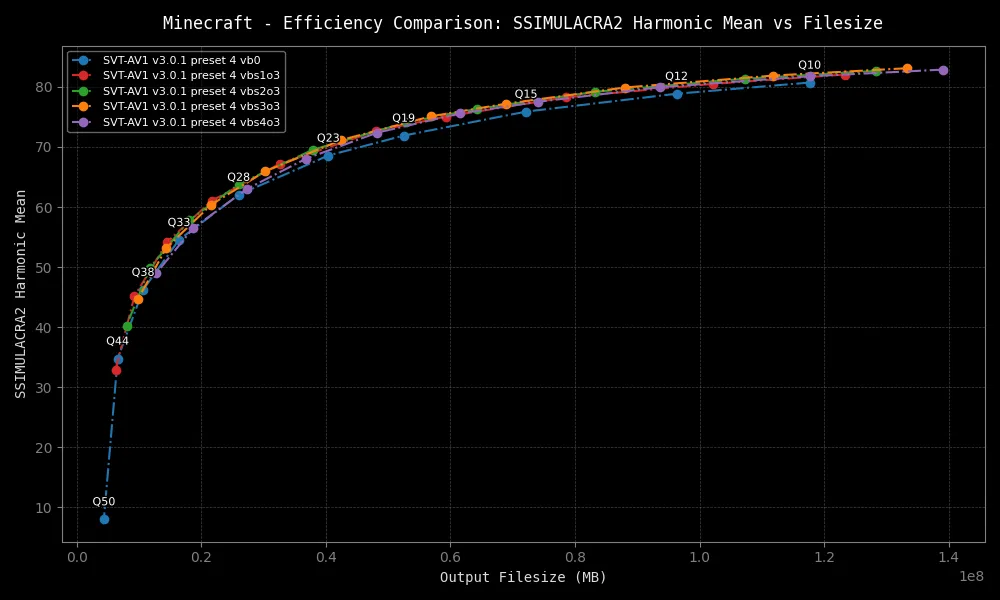 Minecraft - Efficiency Comparison: SSIMULACRA2 Harmonic Mean vs Filesize
SVT-AV1 v3.0.1 preset 4 vb0
SVT-AV1 v3.0.1 preset 4 vbs1o3
SVT-AV1 v3.0.1 preset 4 vbs2o3
SVT-AV1 v3.0.1 preset 4 vbs3o3
SVT-AV1 v3.0.1 preset 4 vbs4o3
Q10
Q12
Q15
Q19
Q23
Q28
Q33
Q38
Q44
Q50
80
70
60
50
40
30
20
10
SSIMULACRA2 Harmonic Mean
0.0 0.2 0.4 0.6 0.8 1.0 1.2 1.4
1e8
Output Filesize (MB)